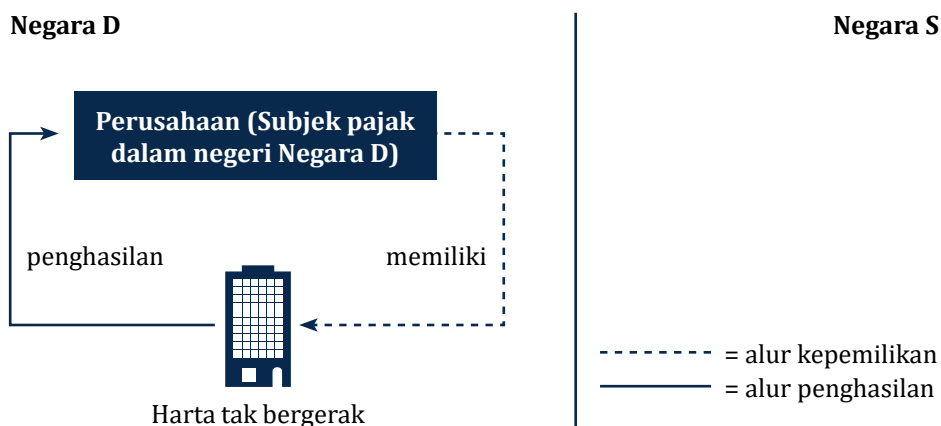 Negara D
Negara S
Perusahaan (Subjek pajak
dalam negeri Negara D)
penghasilan
memiliki
= alur kepemilikan
= alur penghasilan
Harta tak bergerak